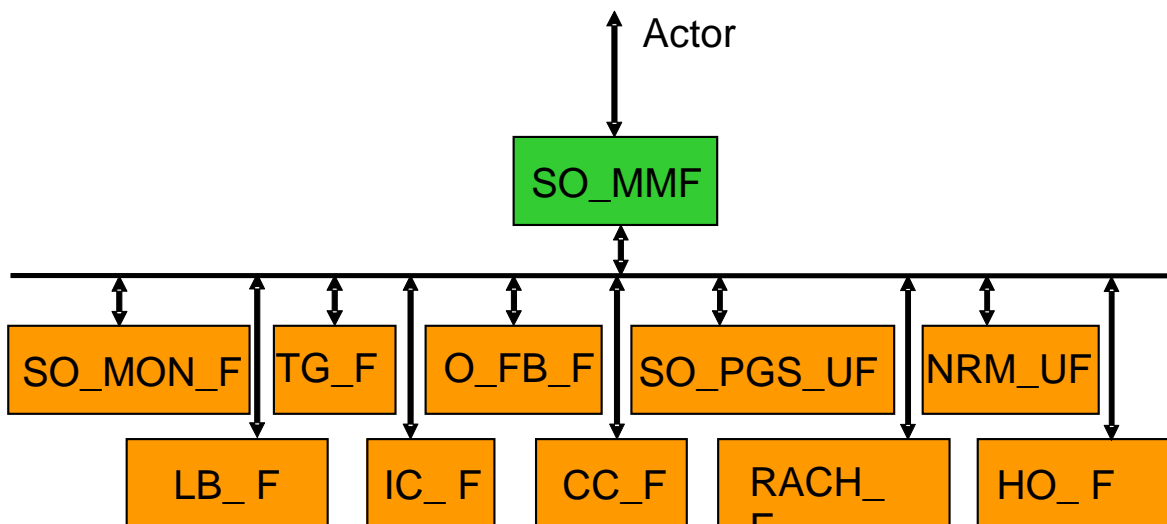 Actor
SO_MMF
SO_MON_F
TG_F
O_FB_F
SO_PGS_UF
NRM_UF
LB_ F
IC_ F
CC_F
RACH_
F
HO_ F